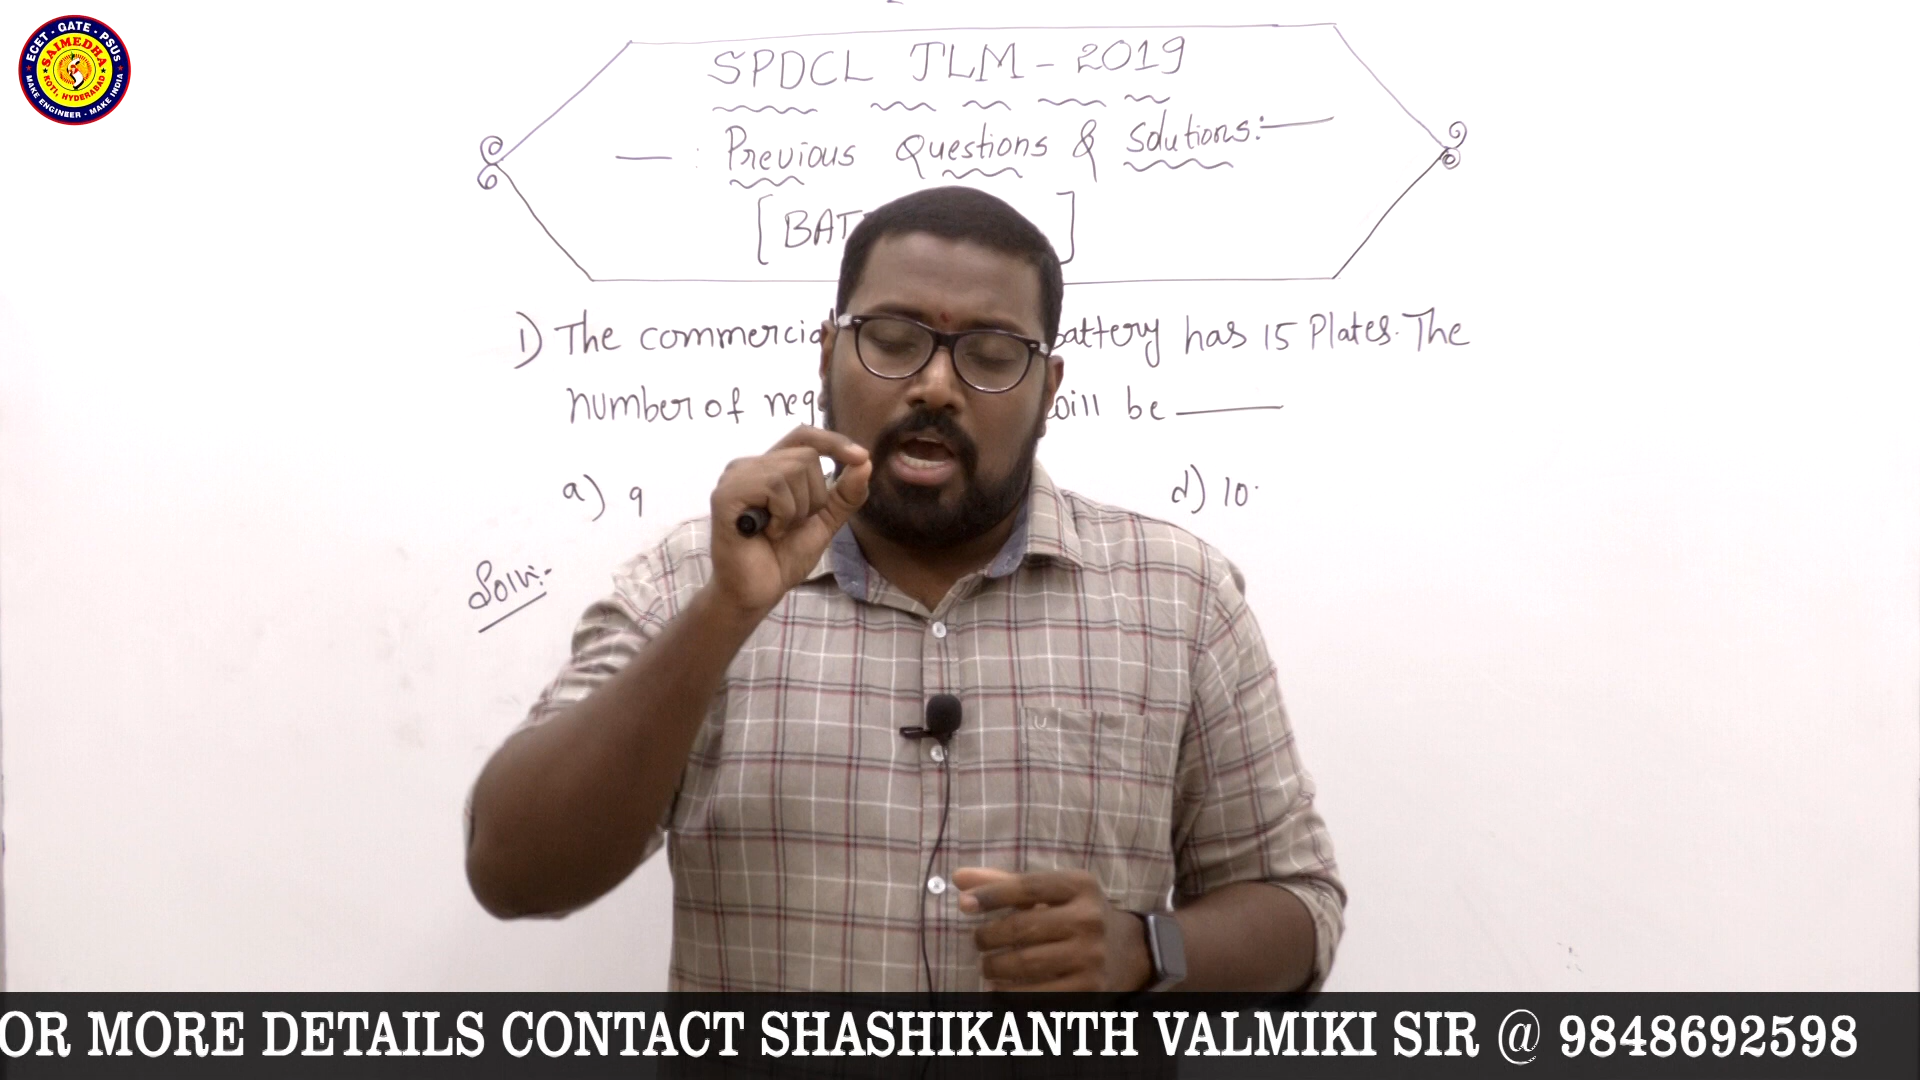 ECET - GATE - PSUS
SAIMEDHA
KOTI, HYDERABAD
MAKE ENGINEER - MAKE INDIA
SPDCL JLM - 2019
Previous Questions & Solutions:-
[BAT ]
1) The commercia battery has 15 Plates. The
number of neg will be
a) 9 d) 10
Soln:-
OR MORE DETAILS CONTACT SHASHIKANTH VALMIKI SIR @ 9848692598